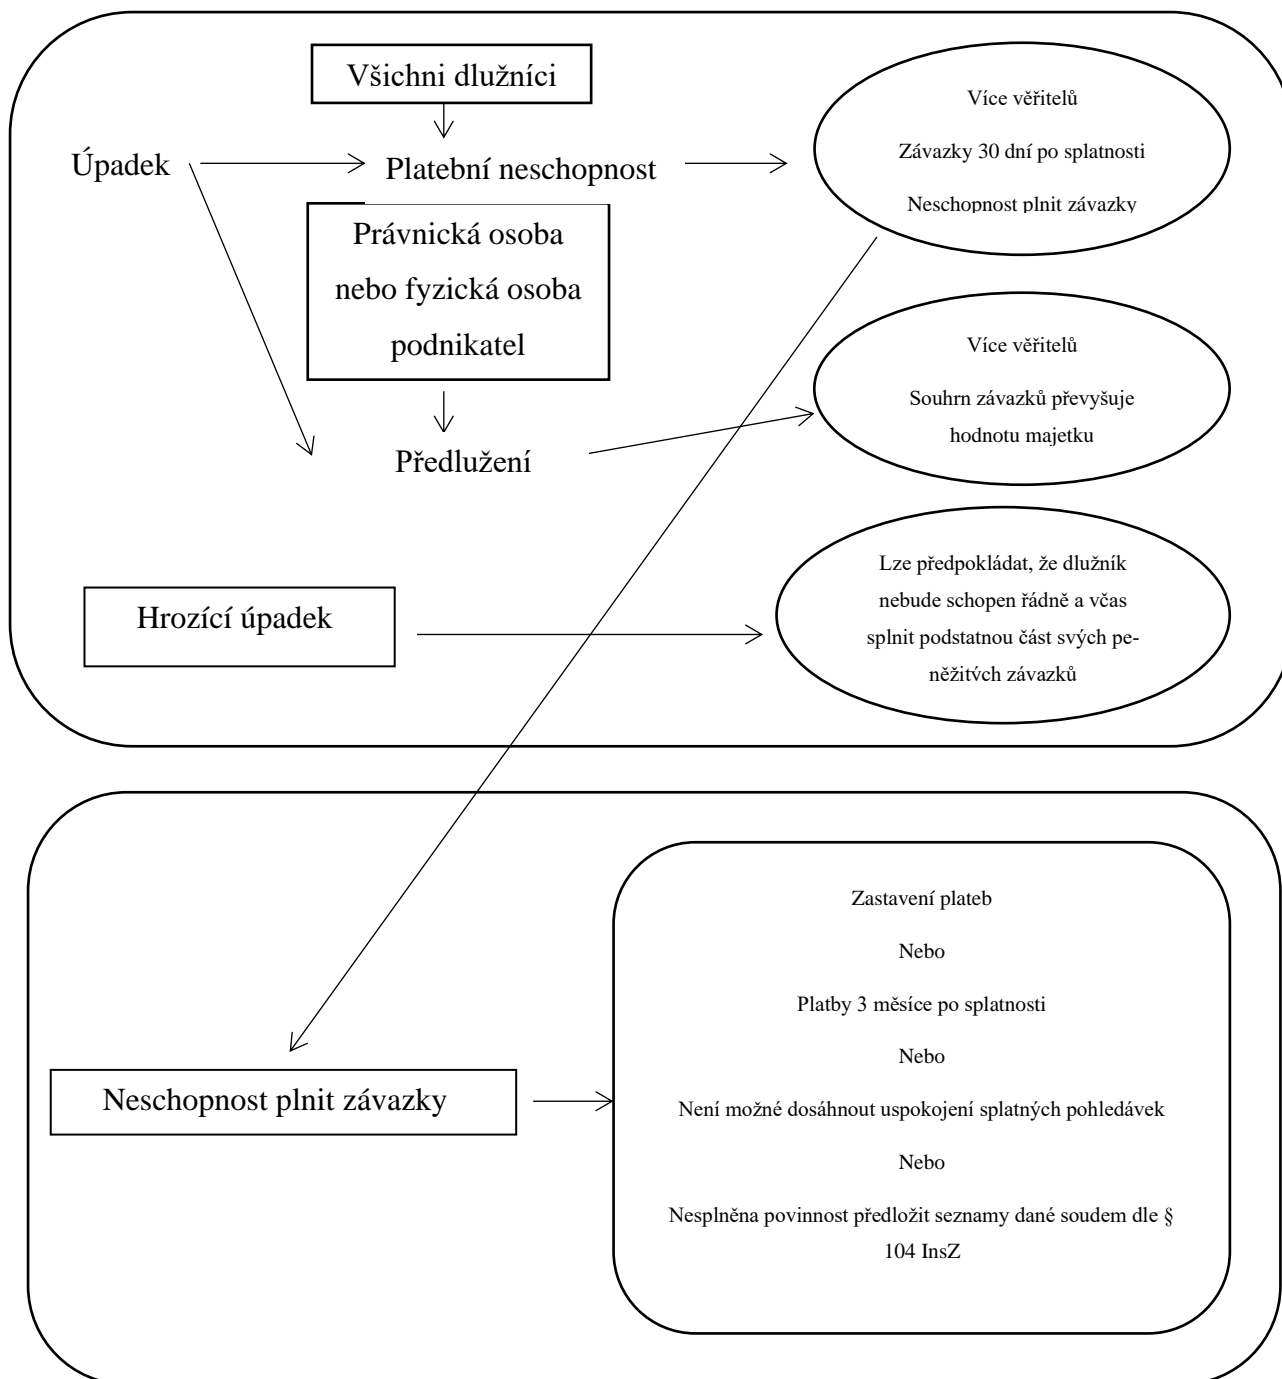 Všichni dlužníci
Úpadek
Platební neschopnost
Více věřitelů
Závazky 30 dní po splatnosti
Neschopnost plnit závazky
Právnická osoba
nebo fyzická osoba
podnikatel
Předlužení
Více věřitelů
Souhrn závazků převyšuje
hodnotu majetku
Hrozící úpadek
Lze předpokládat, že dlužník
nebude schopen řádně a včas
splnit podstatnou část svých pe-
něžitých závazků
Neschopnost plnit závazky
Zastavení plateb
Nebo
Platby 3 měsíce po splatnosti
Nebo
Není možné dosáhnout uspokojení splatných pohledávek
Nebo
Nesplněna povinnost předložit seznamy dané soudem dle §
104 InsZ